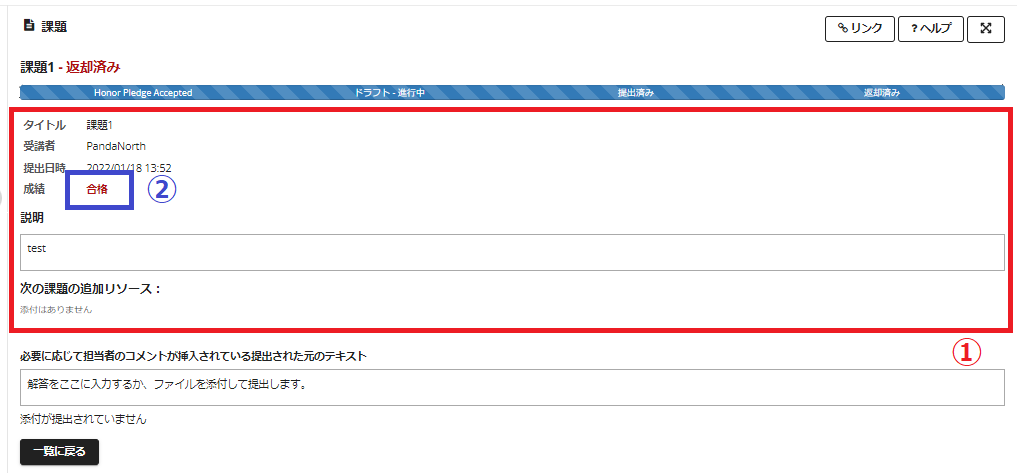 課題
リンク
? ヘルプ
課題1 - 返却済み
Honor Pledge Accepted ドラフト - 進行中 提出済み 返却済み
タイトル 課題1
受講者 PandaNorth
提出日時 2022/01/18 13:52
成績 合格
②
説明
test
次の課題の追加リソース：
添付はありません
①
必要に応じて担当者のコメントが挿入されている提出された元のテキスト
解答をここに入力するか、ファイルを添付して提出します。
添付が提出されていません
一覧に戻る